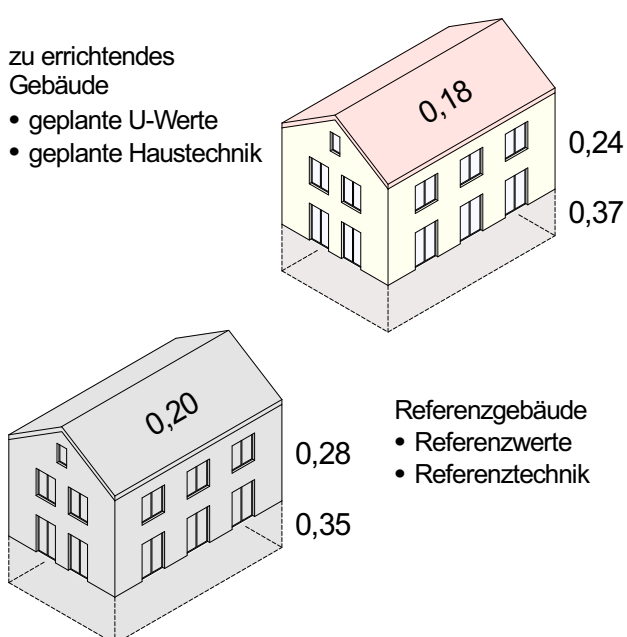 zu errichtendes
Gebäude
• geplante U-Werte
• geplante Haustechnik
0,18
0,24
0,37
0,20
0,28
0,35
Referenzgebäude
• Referenzwerte
• Referenztechnik